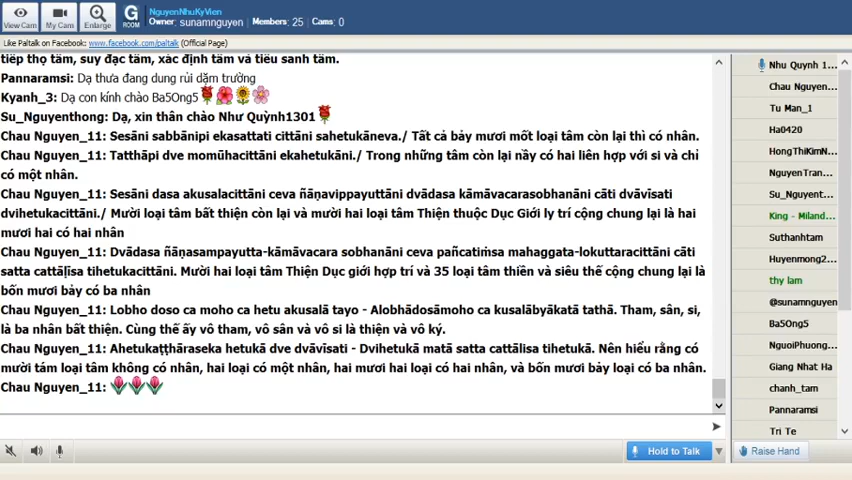 NguyenNhuKyVien
Owner: sunamnguyen Members: 25 Cams: 0
View Cam My Cam Enlarge
G
ROOM
Like Paltalk on Facebook: www.facebook.com/paltalk (Official Page)
tiếp thọ tâm, suy đạc tâm, xác định tâm và tiếu sanh tâm.
Pannaramsi: Dạ thưa đang dung rủi dặm trường
Kyanh_3: Dạ con kính chào Ba5Ong5
Su_Nguyenthong: Dạ, xin thân chào Như Quỳnh1301
Chau Nguyen_11: Sesāni sabbānipi ekasattati cittāni sahetukāneva./ Tất cả bảy mươi mốt loại tâm còn lại thì có nhân.
Chau Nguyen_11: Tatthāpi dve momūhacittāni ekahetukāni./ Trong những tâm còn lại nầy có hai liên hợp với si và chỉ
có một nhân.
Chau Nguyen_11: Sesāni dasa akusalacittāni ceva ñāṇavippayuttāni dvādasa kāmāvacarasobhanāni cāti dvāvīsati
dvihetukacittāni./ Mười loại tâm bất thiện còn lại và mười hai loại tâm Thiện thuộc Dục Giới ly trí cộng chung lại là hai
mươi hai có hai nhân
Chau Nguyen_11: Dvādasa ñāṇasampayutta-kāmāvacara sobhanāni ceva pañcatiṁsa mahaggata-lokuttaracittāni cāti
satta cattāḷīsa tihetukacittāni. Mười hai loại tâm Thiện Dục giới hợp trí và 35 loại tâm thiền và siêu thế cộng chung lại là
bốn mươi bảy có ba nhân
Chau Nguyen_11: Lobho doso ca moho ca hetu akusalā tayo - Alobhādosāmoho ca kusalābyākatā tathā. Tham, sân, si,
là ba nhân bất thiện. Cùng thế ấy vô tham, vô sân và vô si là thiện và vô ký.
Chau Nguyen_11: Ahetukaṭṭhāraseka hetukā dve dvāvīsati - Dvihetukā matā satta cattālīsa tihetukā. Nên hiểu rằng có
mười tám loại tâm không có nhân, hai loại có một nhân, hai mươi hai loại có hai nhân, và bốn mươi bảy loại có ba nhân.
Chau Nguyen_11:
Hold to Talk
Nhu Quynh 1...
Chau Nguyen...
Tu Man_1
Ha0420
HongThiKimN...
NguyenTran...
Su_Nguyent...
King - Miland...
Suthanhtam
Huyenmong2...
thy lam
@sunamnguyen
Ba5Ong5
NguoiPhuong...
Giang Nhat Ha
chanh_tam
Pannaramsi
Tri Te
Raise Hand